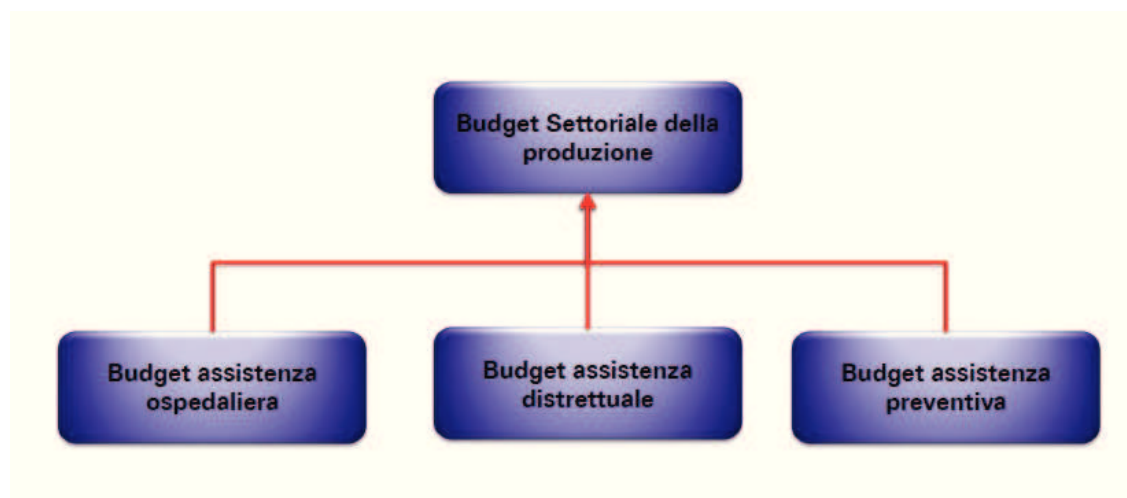 Budget Settoriale della
produzione
Budget assistenza
ospedaliera
Budget assistenza
distrettuale
Budget assistenza
preventiva